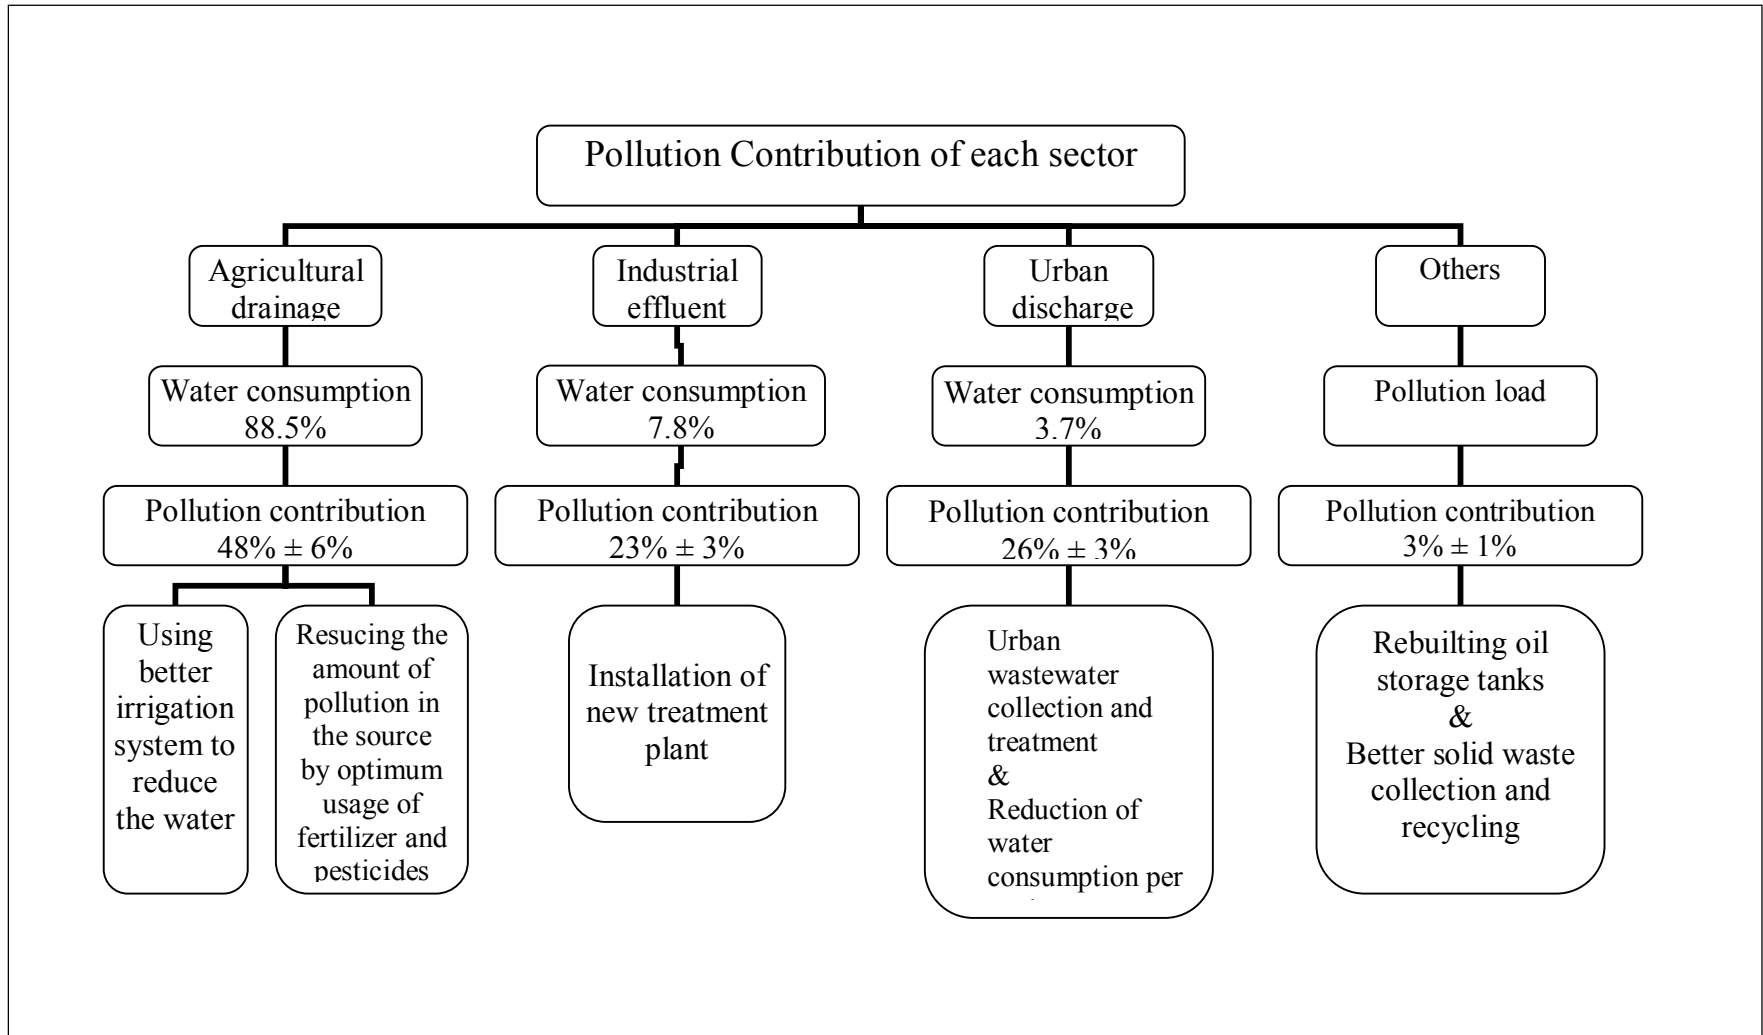 Pollution Contribution of each sector
Agricultural
drainage
Industrial
effluent
Urban
discharge
Others
Water consumption
88.5%
Water consumption
7.8%
Water consumption
3.7%
Pollution load
Pollution contribution
48% ± 6%
Pollution contribution
23% ± 3%
Pollution contribution
26% ± 3%
Pollution contribution
3% ± 1%
Using
better
irrigation
system to
reduce
the water
Resucing the
amount of
pollution in
the source
by optimum
usage of
fertilizer and
pesticides
Installation of
new treatment
plant
Urban
wastewater
collection and
treatment
&
Reduction of
water
consumption per
Rebuilting oil
storage tanks
&
Better solid waste
collection and
recycling